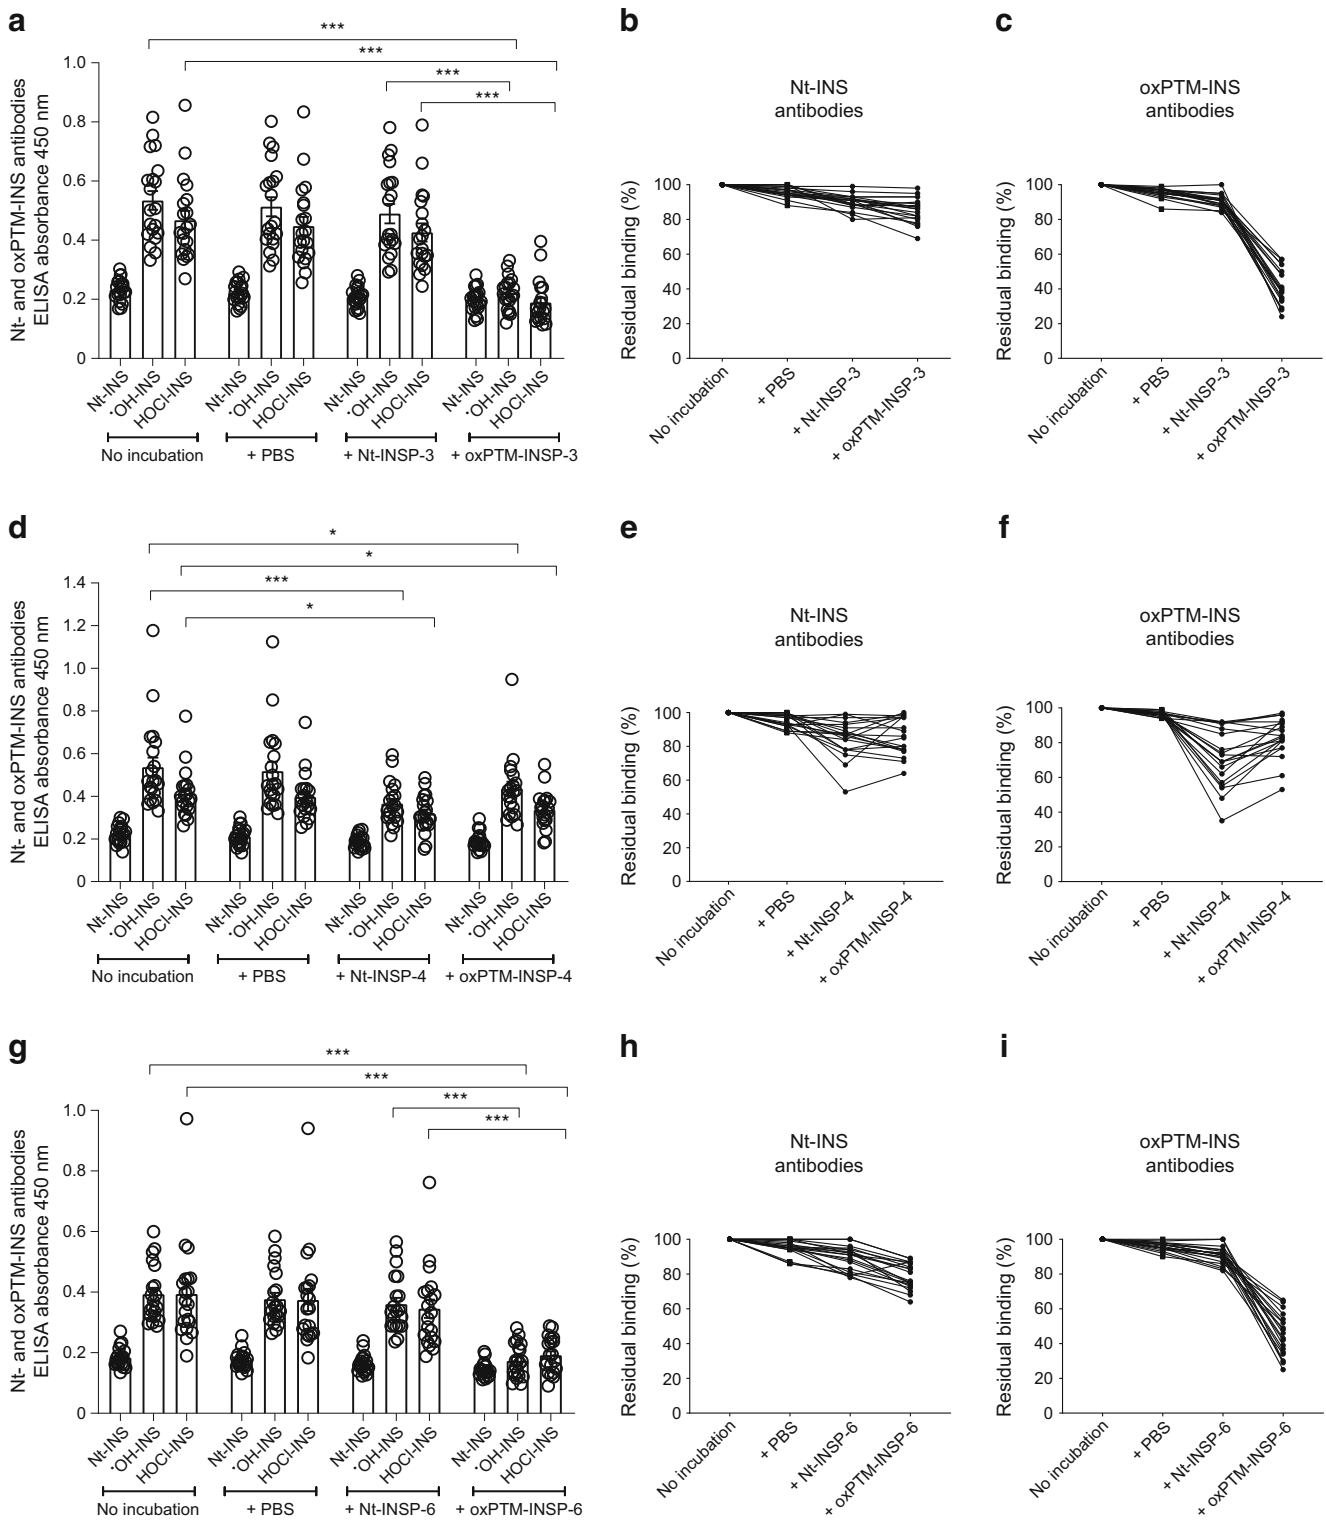 a
***
***
***
***
Nt- and oxPTM-INS antibodies
ELISA absorbance 450 nm
1.0
0.8
0.6
0.4
0.2
0
Nt-INS
•OH-INS
HOCl-INS
Nt-INS
•OH-INS
HOCl-INS
Nt-INS
•OH-INS
HOCl-INS
Nt-INS
•OH-INS
HOCl-INS
No incubation
+ PBS
+ Nt-INSP-3
+ oxPTM-INSP-3
b
Nt-INS
antibodies
Residual binding (%)
100
80
60
40
20
0
No incubation
+ PBS
+ Nt-INSP-3
+ oxPTM-INSP-3
c
oxPTM-INS
antibodies
Residual binding (%)
100
80
60
40
20
0
No incubation
+ PBS
+ Nt-INSP-3
+ oxPTM-INSP-3
d
*
*
***
*
Nt- and oxPTM-INS antibodies
ELISA absorbance 450 nm
1.4
1.2
1.0
0.8
0.6
0.4
0.2
0
Nt-INS
•OH-INS
HOCl-INS
Nt-INS
•OH-INS
HOCl-INS
Nt-INS
•OH-INS
HOCl-INS
Nt-INS
•OH-INS
HOCl-INS
No incubation
+ PBS
+ Nt-INSP-4
+ oxPTM-INSP-4
e
Nt-INS
antibodies
Residual binding (%)
100
80
60
40
20
0
No incubation
+ PBS
+ Nt-INSP-4
+ oxPTM-INSP-4
f
oxPTM-INS
antibodies
Residual binding (%)
100
80
60
40
20
0
No incubation
+ PBS
+ Nt-INSP-4
+ oxPTM-INSP-4
g
***
***
***
***
Nt- and oxPTM-INS antibodies
ELISA absorbance 450 nm
1.0
0.8
0.6
0.4
0.2
0
Nt-INS
•OH-INS
HOCl-INS
Nt-INS
•OH-INS
HOCl-INS
Nt-INS
•OH-INS
HOCl-INS
Nt-INS
•OH-INS
HOCl-INS
No incubation
+ PBS
+ Nt-INSP-6
+ oxPTM-INSP-6
h
Nt-INS
antibodies
Residual binding (%)
100
80
60
40
20
0
No incubation
+ PBS
+ Nt-INSP-6
+ oxPTM-INSP-6
i
oxPTM-INS
antibodies
Residual binding (%)
100
80
60
40
20
0
No incubation
+ PBS
+ Nt-INSP-6
+ oxPTM-INSP-6